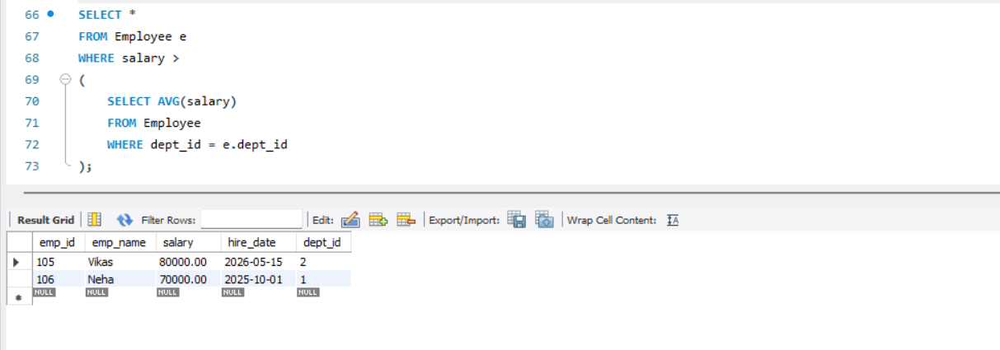 66 SELECT *
67 FROM Employee e
68 WHERE salary >
69 (
70 SELECT AVG(salary)
71 FROM Employee
72 WHERE dept_id = e.dept_id
73 );
Result Grid Filter Rows: Edit: Export/Import: Wrap Cell Content: IA
emp_id emp_name salary hire_date dept_id
105 Vikas 80000.00 2026-05-15 2
106 Neha 70000.00 2025-10-01 1
NULL NULL NULL NULL NULL